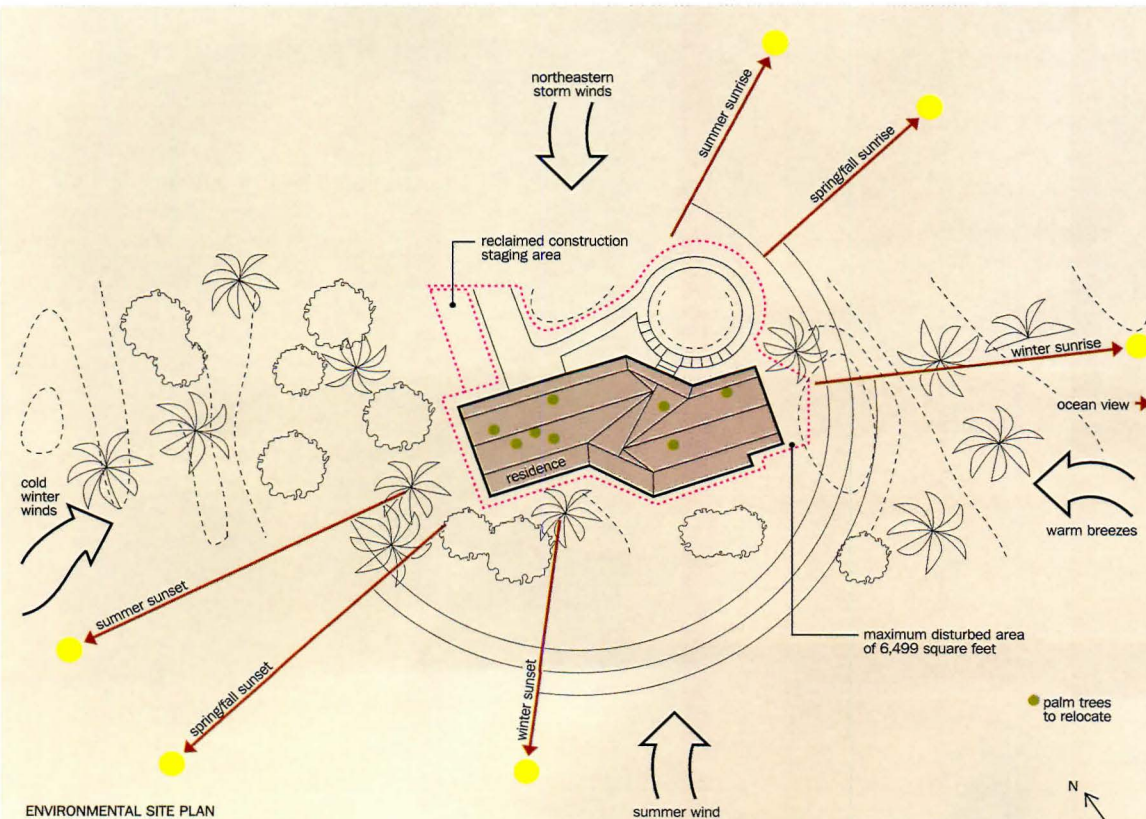 northeastern
storm winds
summer sunrise
spring/fall sunrise
reclaimed construction
staging area
winter sunrise
ocean view
residence
cold
winter
winds
warm breezes
summer sunset
maximum disturbed area
of 6,499 square feet
spring/fall sunset
winter sunset
palm trees
to relocate
N
ENVIRONMENTAL SITE PLAN
summer wind